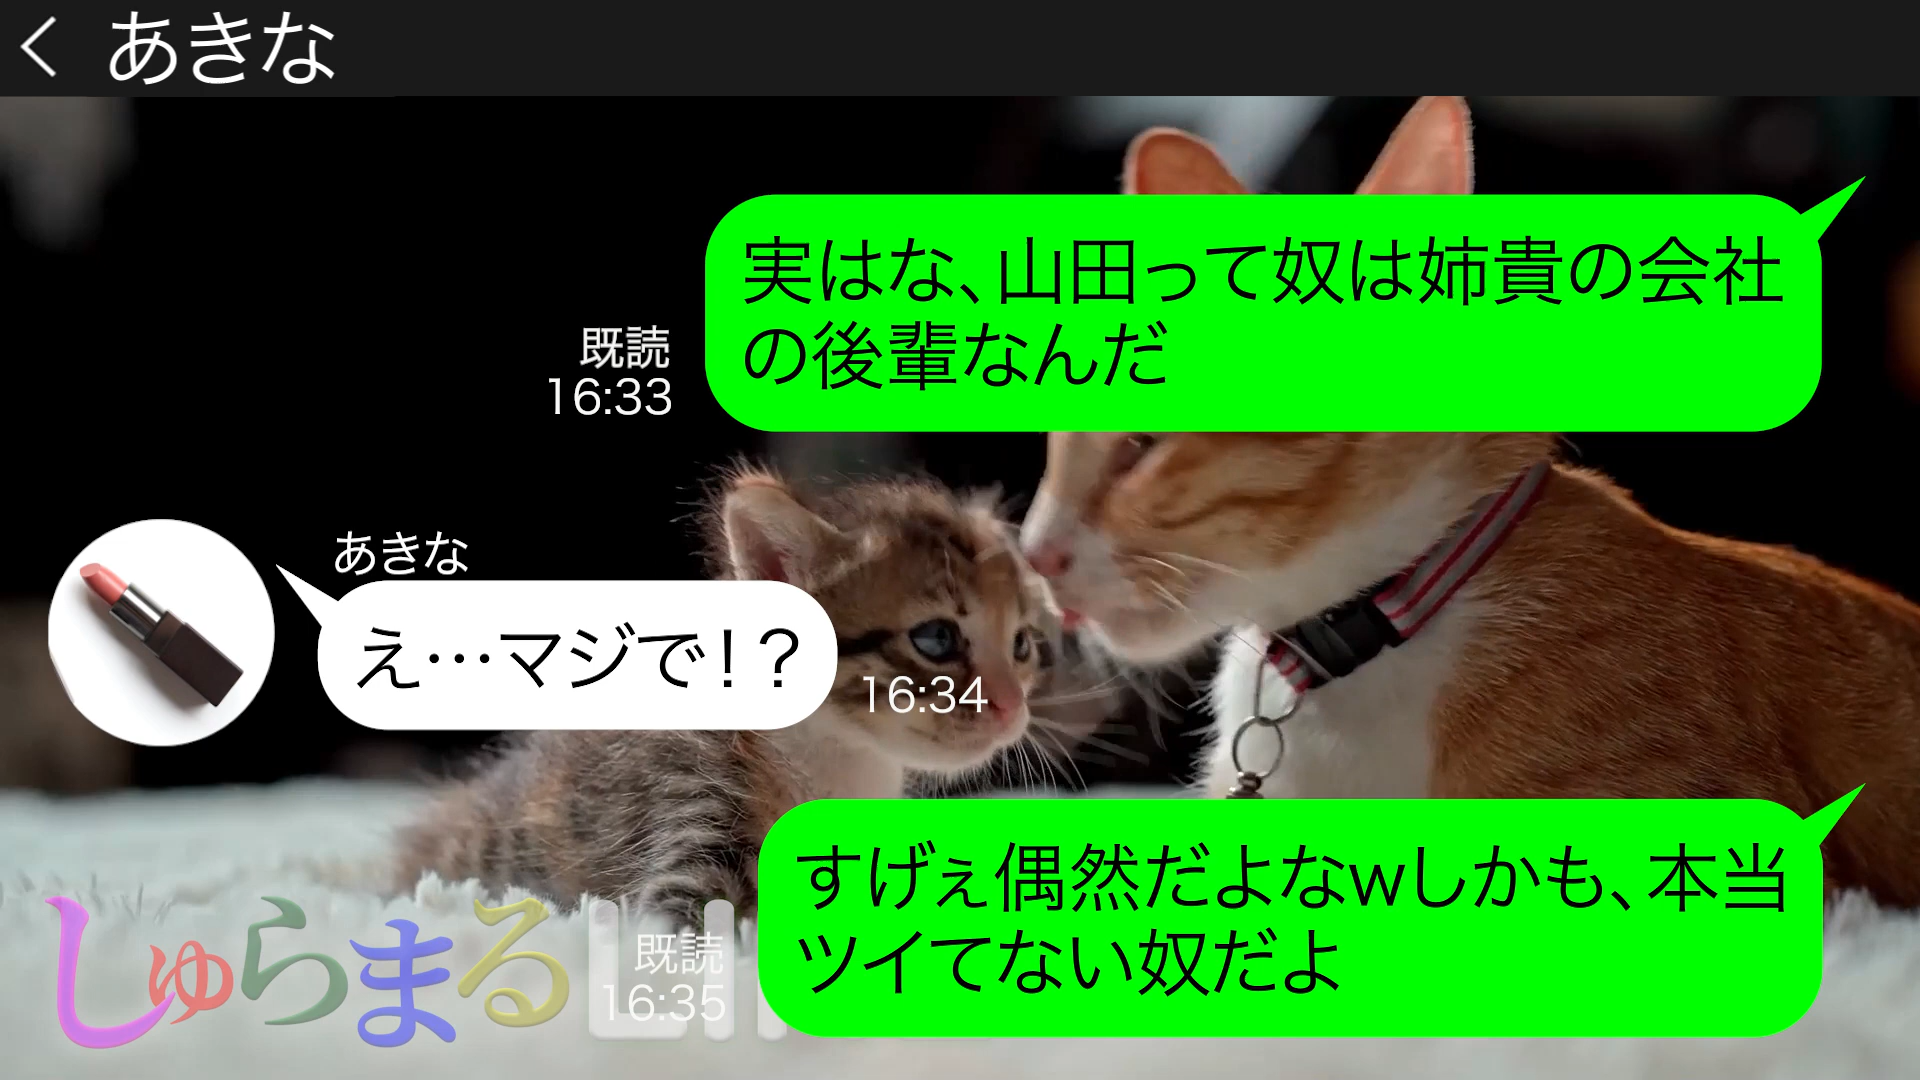 あきな
実はな、山田って奴は姉貴の会社
の後輩なんだ
既読
16:33
あきな
え…マジで！？
16:34
すげぇ偶然だよなwしかも、本当
ツイてない奴だよ
既読
16:35
しゅらまる